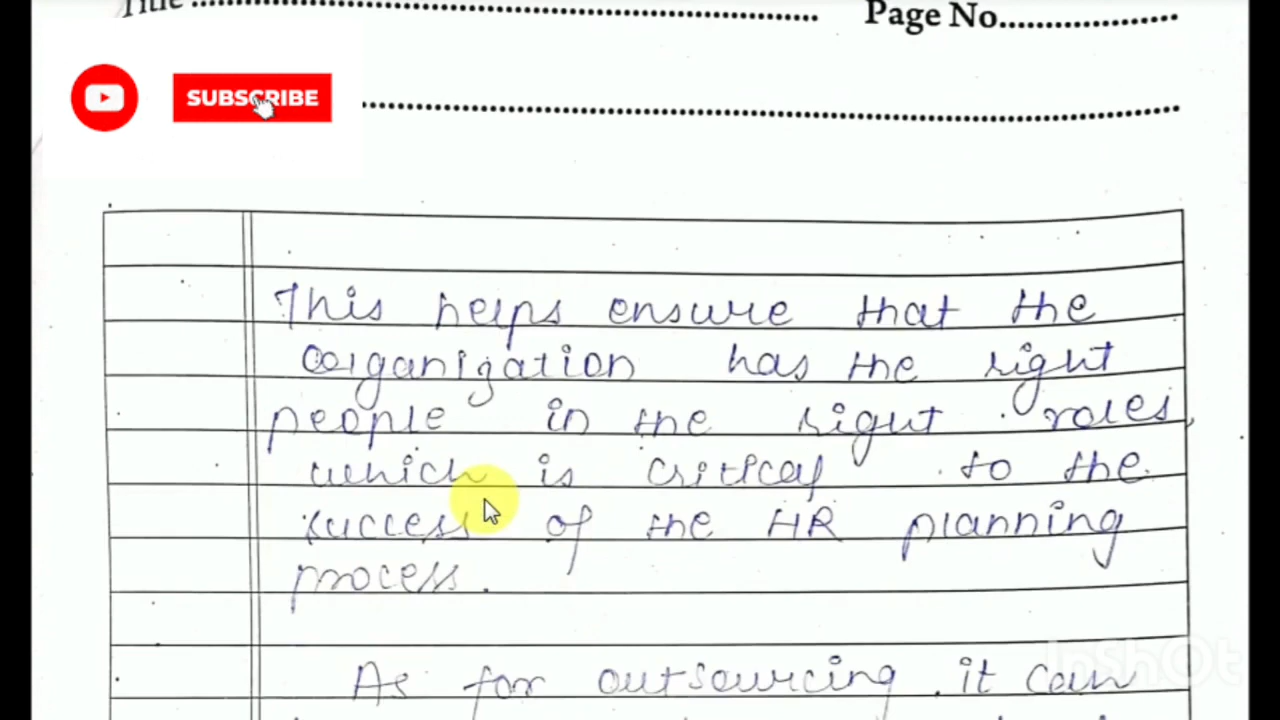 Title ........................................ Page No....................
SUBSCRIBE
This helps ensure that the
organization has the right
people in the right roles,
which is critical to the
success of the HR planning
process.
As for outsourcing, it can
InShOt